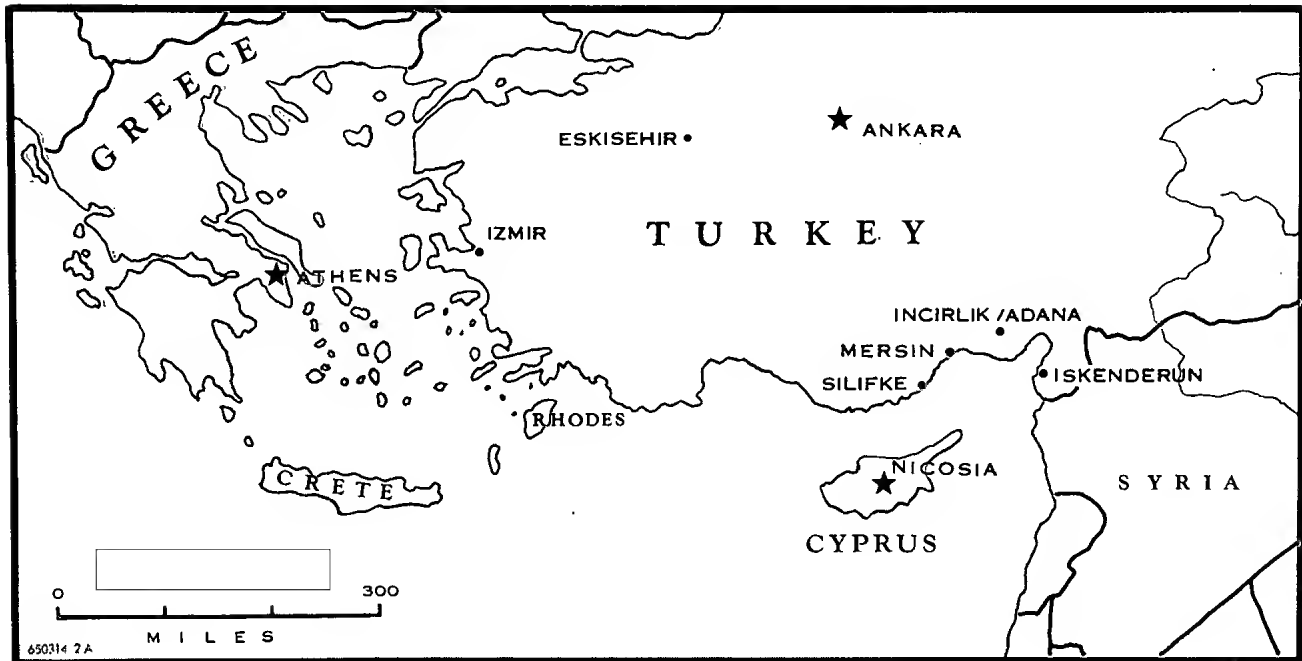 GREECE
ESKISEHIR
ANKARA
TURKEY
IZMIR
ATHENS
INCIRLIK/ADANA
MERSIN
SILIFKE
ISKENDERUN
RHODES
CRETE
NICOSIA
SYRIA
CYPRUS
0 300
MILES
650314 2A